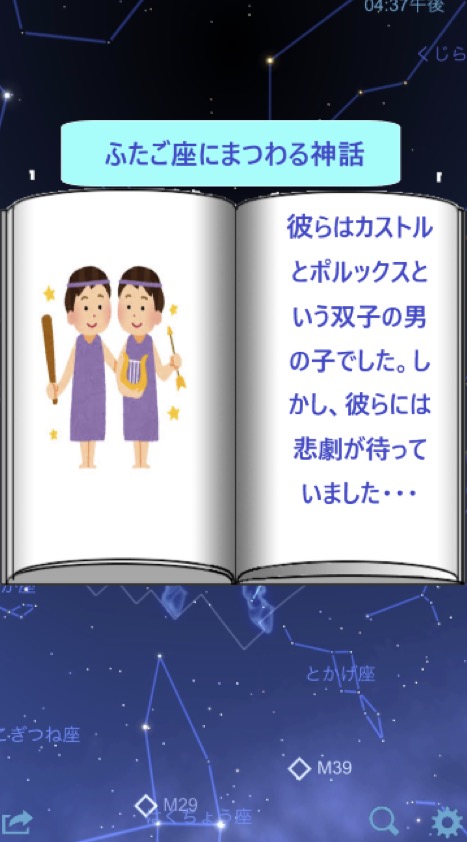 04:37午後
くじら
ふたご座にまつわる神話
彼らはカストル
とポルックスと
いう双子の男
の子でした。し
かし、彼らには
悲劇が待って
いました・・・
か座
とかげ座
こぎつね座
M39
M29
はくちょう座